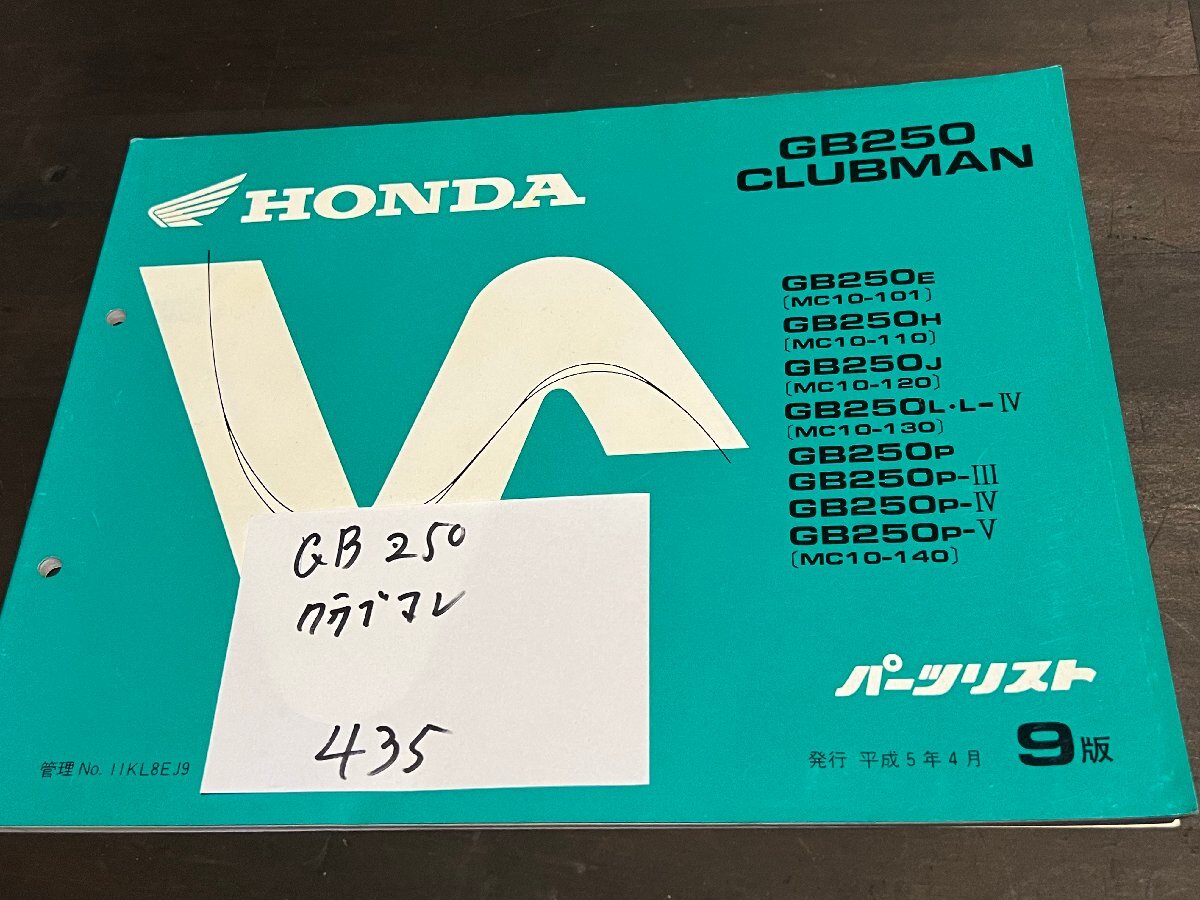 HONDA
GB250
CLUBMAN
GB250E
(MC10-101)
GB250H
(MC10-110)
GB250J
(MC10-120)
GB250L・L-Ⅳ
(MC10-130)
GB250P
GB250P-Ⅲ
GB250P-Ⅳ
GB250P-Ⅴ
(MC10-140)
GB250
クラブマン
435
パーツリスト
管理 No. 11KL8EJ9
発行 平成5年4月 9版